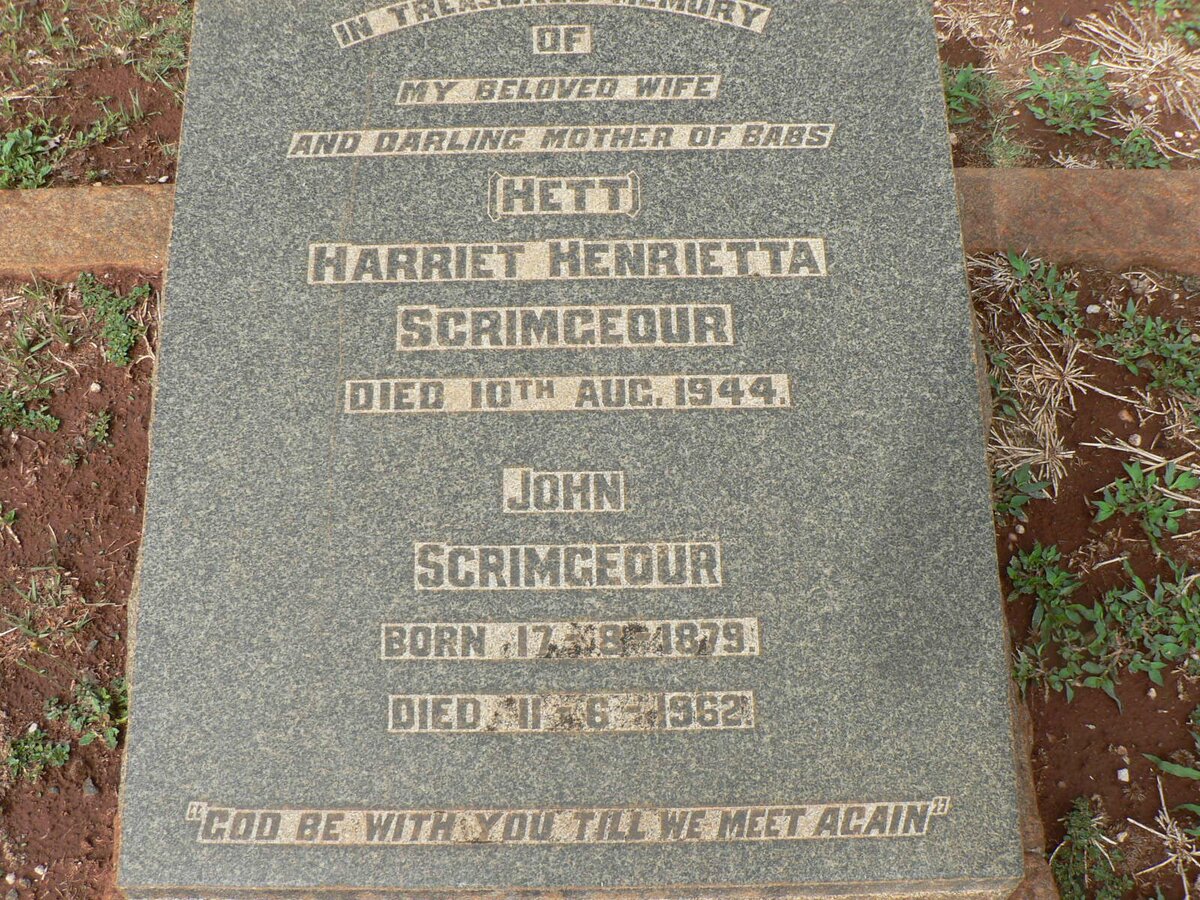 IN TREASURED MEMORY
OF
MY BELOVED WIFE
AND DARLING MOTHER OF BABS
(HETT)
HARRIET HENRIETTA
SCRIMGEOUR
DIED 10TH AUG. 1944.
JOHN
SCRIMGEOUR
BORN 17-8-1879.
DIED 11-6-1962
"GOD BE WITH YOU TILL WE MEET AGAIN"